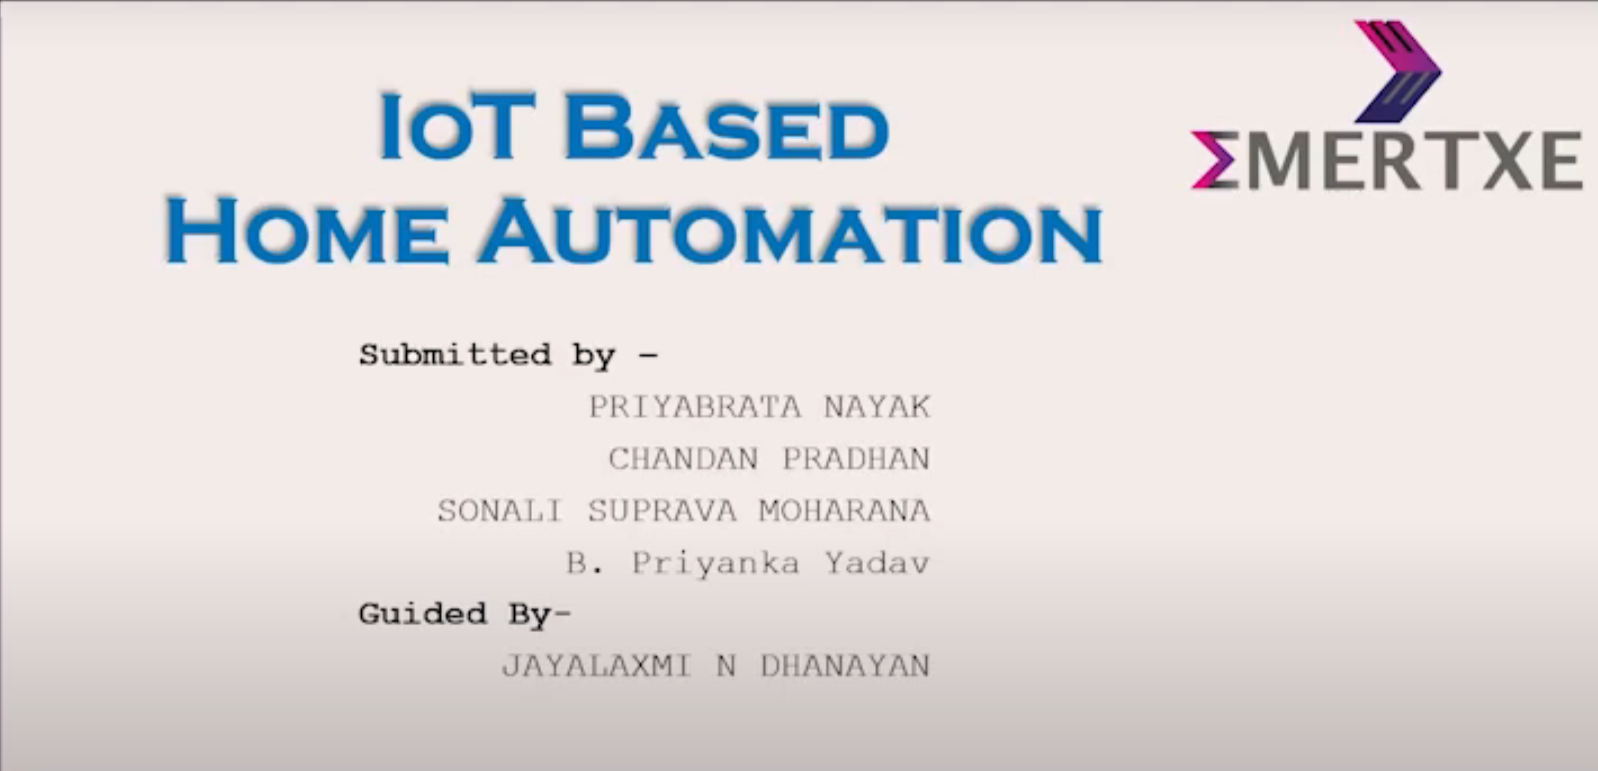 IoT Based
Home Automation
ΣMERTXE
Submitted by –
PRIYABRATA NAYAK
CHANDAN PRADHAN
SONALI SUPRAVA MOHARANA
B. Priyanka Yadav
Guided By-
JAYALAXMI N DHANAYAN